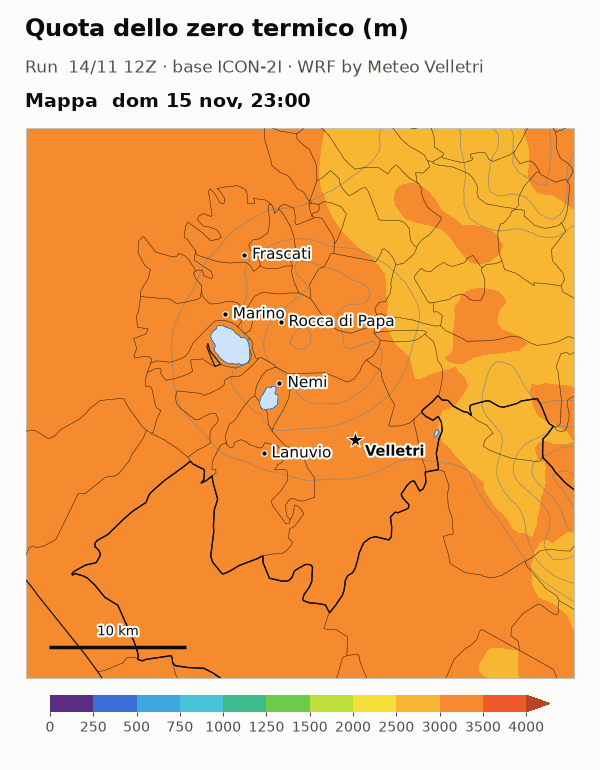 Quota dello zero termico (m)
Run  14/11 12Z · base ICON-2I · WRF by Meteo Velletri
Mappa  dom 15 nov, 23:00
Frascati
Marino
Rocca di Papa
Nemi
Velletri
Lanuvio
10 km
0 250 500 750 1000 1250 1500 2000 2500 3000 3500 4000